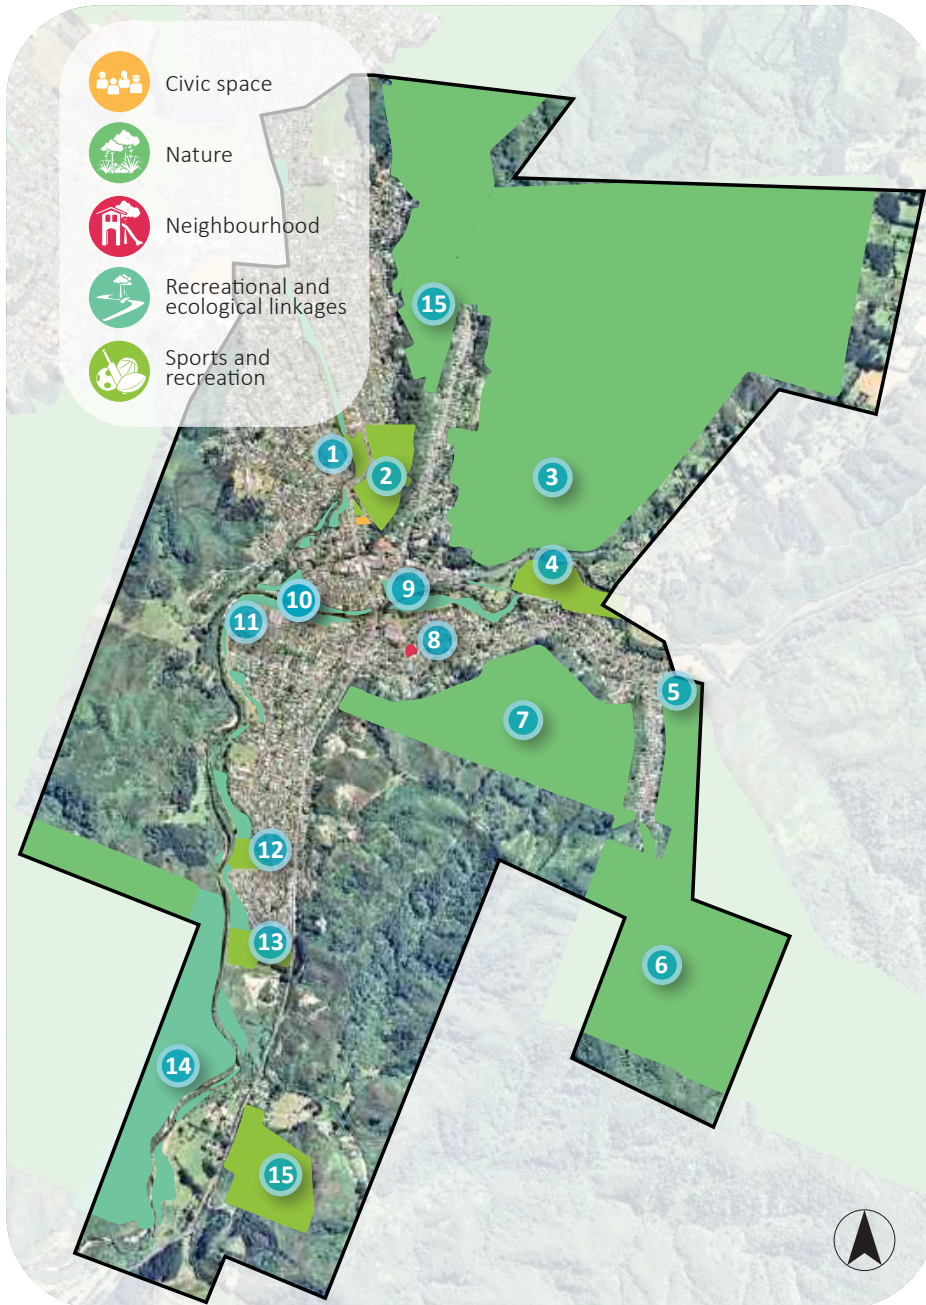 Civic space
Nature
Neighbourhood
Recreational and
ecological linkages
Sports and
recreation
15
1
2
3
4
9
10
11
8
5
7
12
13
6
14
15